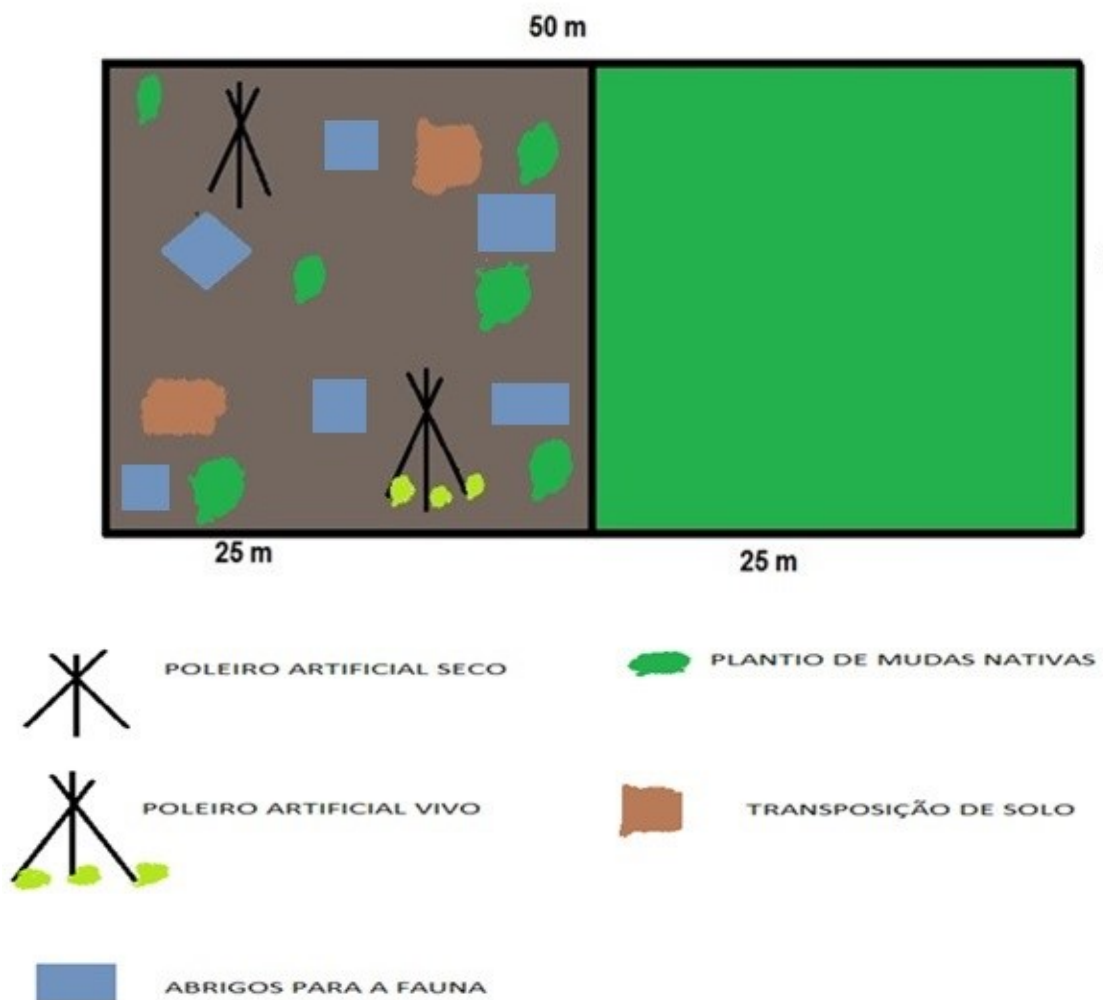 50 m
25 m
25 m
POLEIRO ARTIFICIAL SECO
PLANTIO DE MUDAS NATIVAS
POLEIRO ARTIFICIAL VIVO
TRANSPOSIÇÃO DE SOLO
ABRIGOS PARA A FAUNA